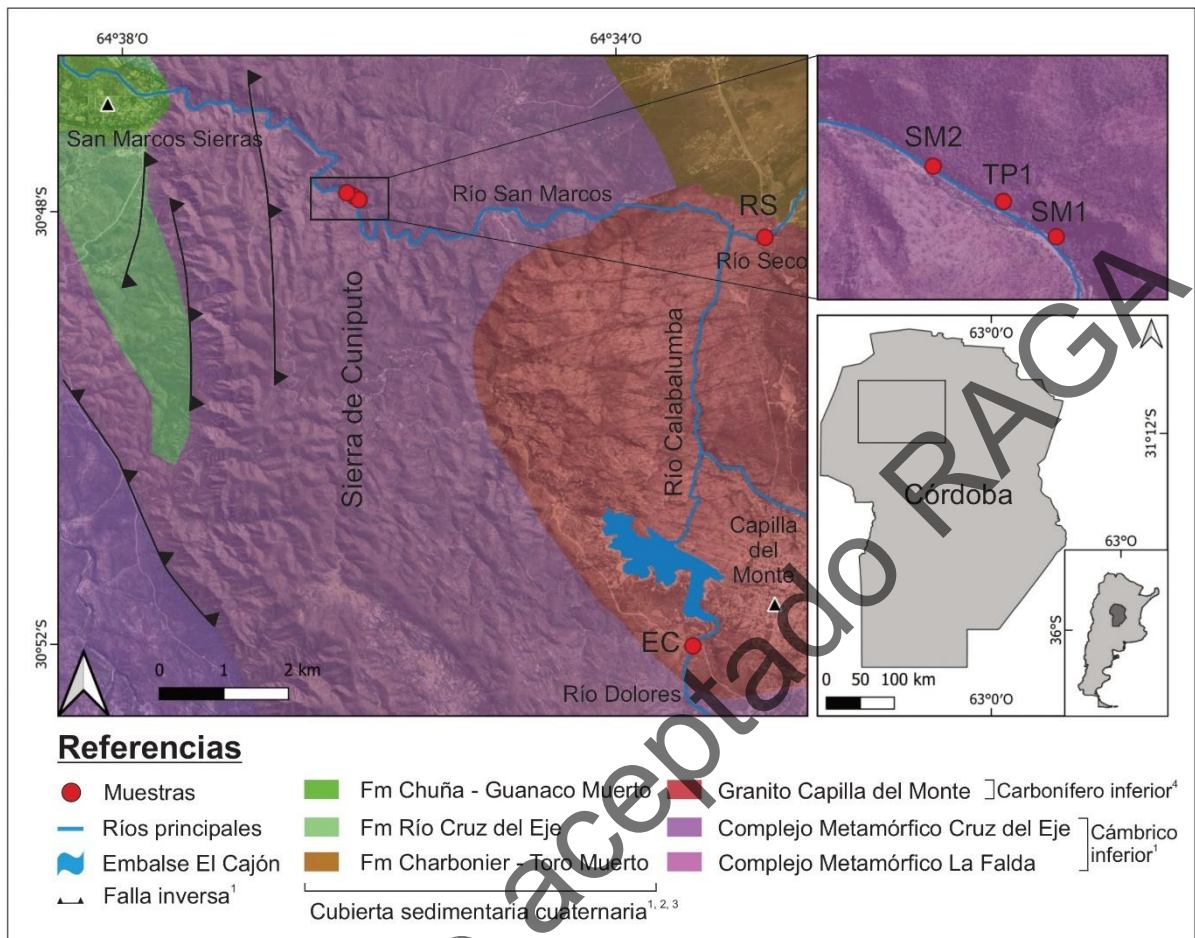 64°38'O
64°34'O
30°48'S
30°52'S
San Marcos Sierras
Río San Marcos
RS
Río Seco
Sierra de Cuniputo
Río Calabalumba
Capilla
del
Monte
EC
Río Dolores
0 1 2 km
SM2
TP1
SM1
63°0'O
31°12'S
Córdoba
0 50 100 km
63°0'O
63°O
36°S
aceptado RAGA
Referencias
Muestras
Ríos principales
Embalse El Cajón
Falla inversa¹
Fm Chuña - Guanaco Muerto
Fm Río Cruz del Eje
Fm Charbonier - Toro Muerto
Cubierta sedimentaria cuaternaria¹, ², ³
Granito Capilla del Monte
Carbonífero inferior⁴
Complejo Metamórfico Cruz del Eje
Complejo Metamórfico La Falda
Cámbrico
inferior¹